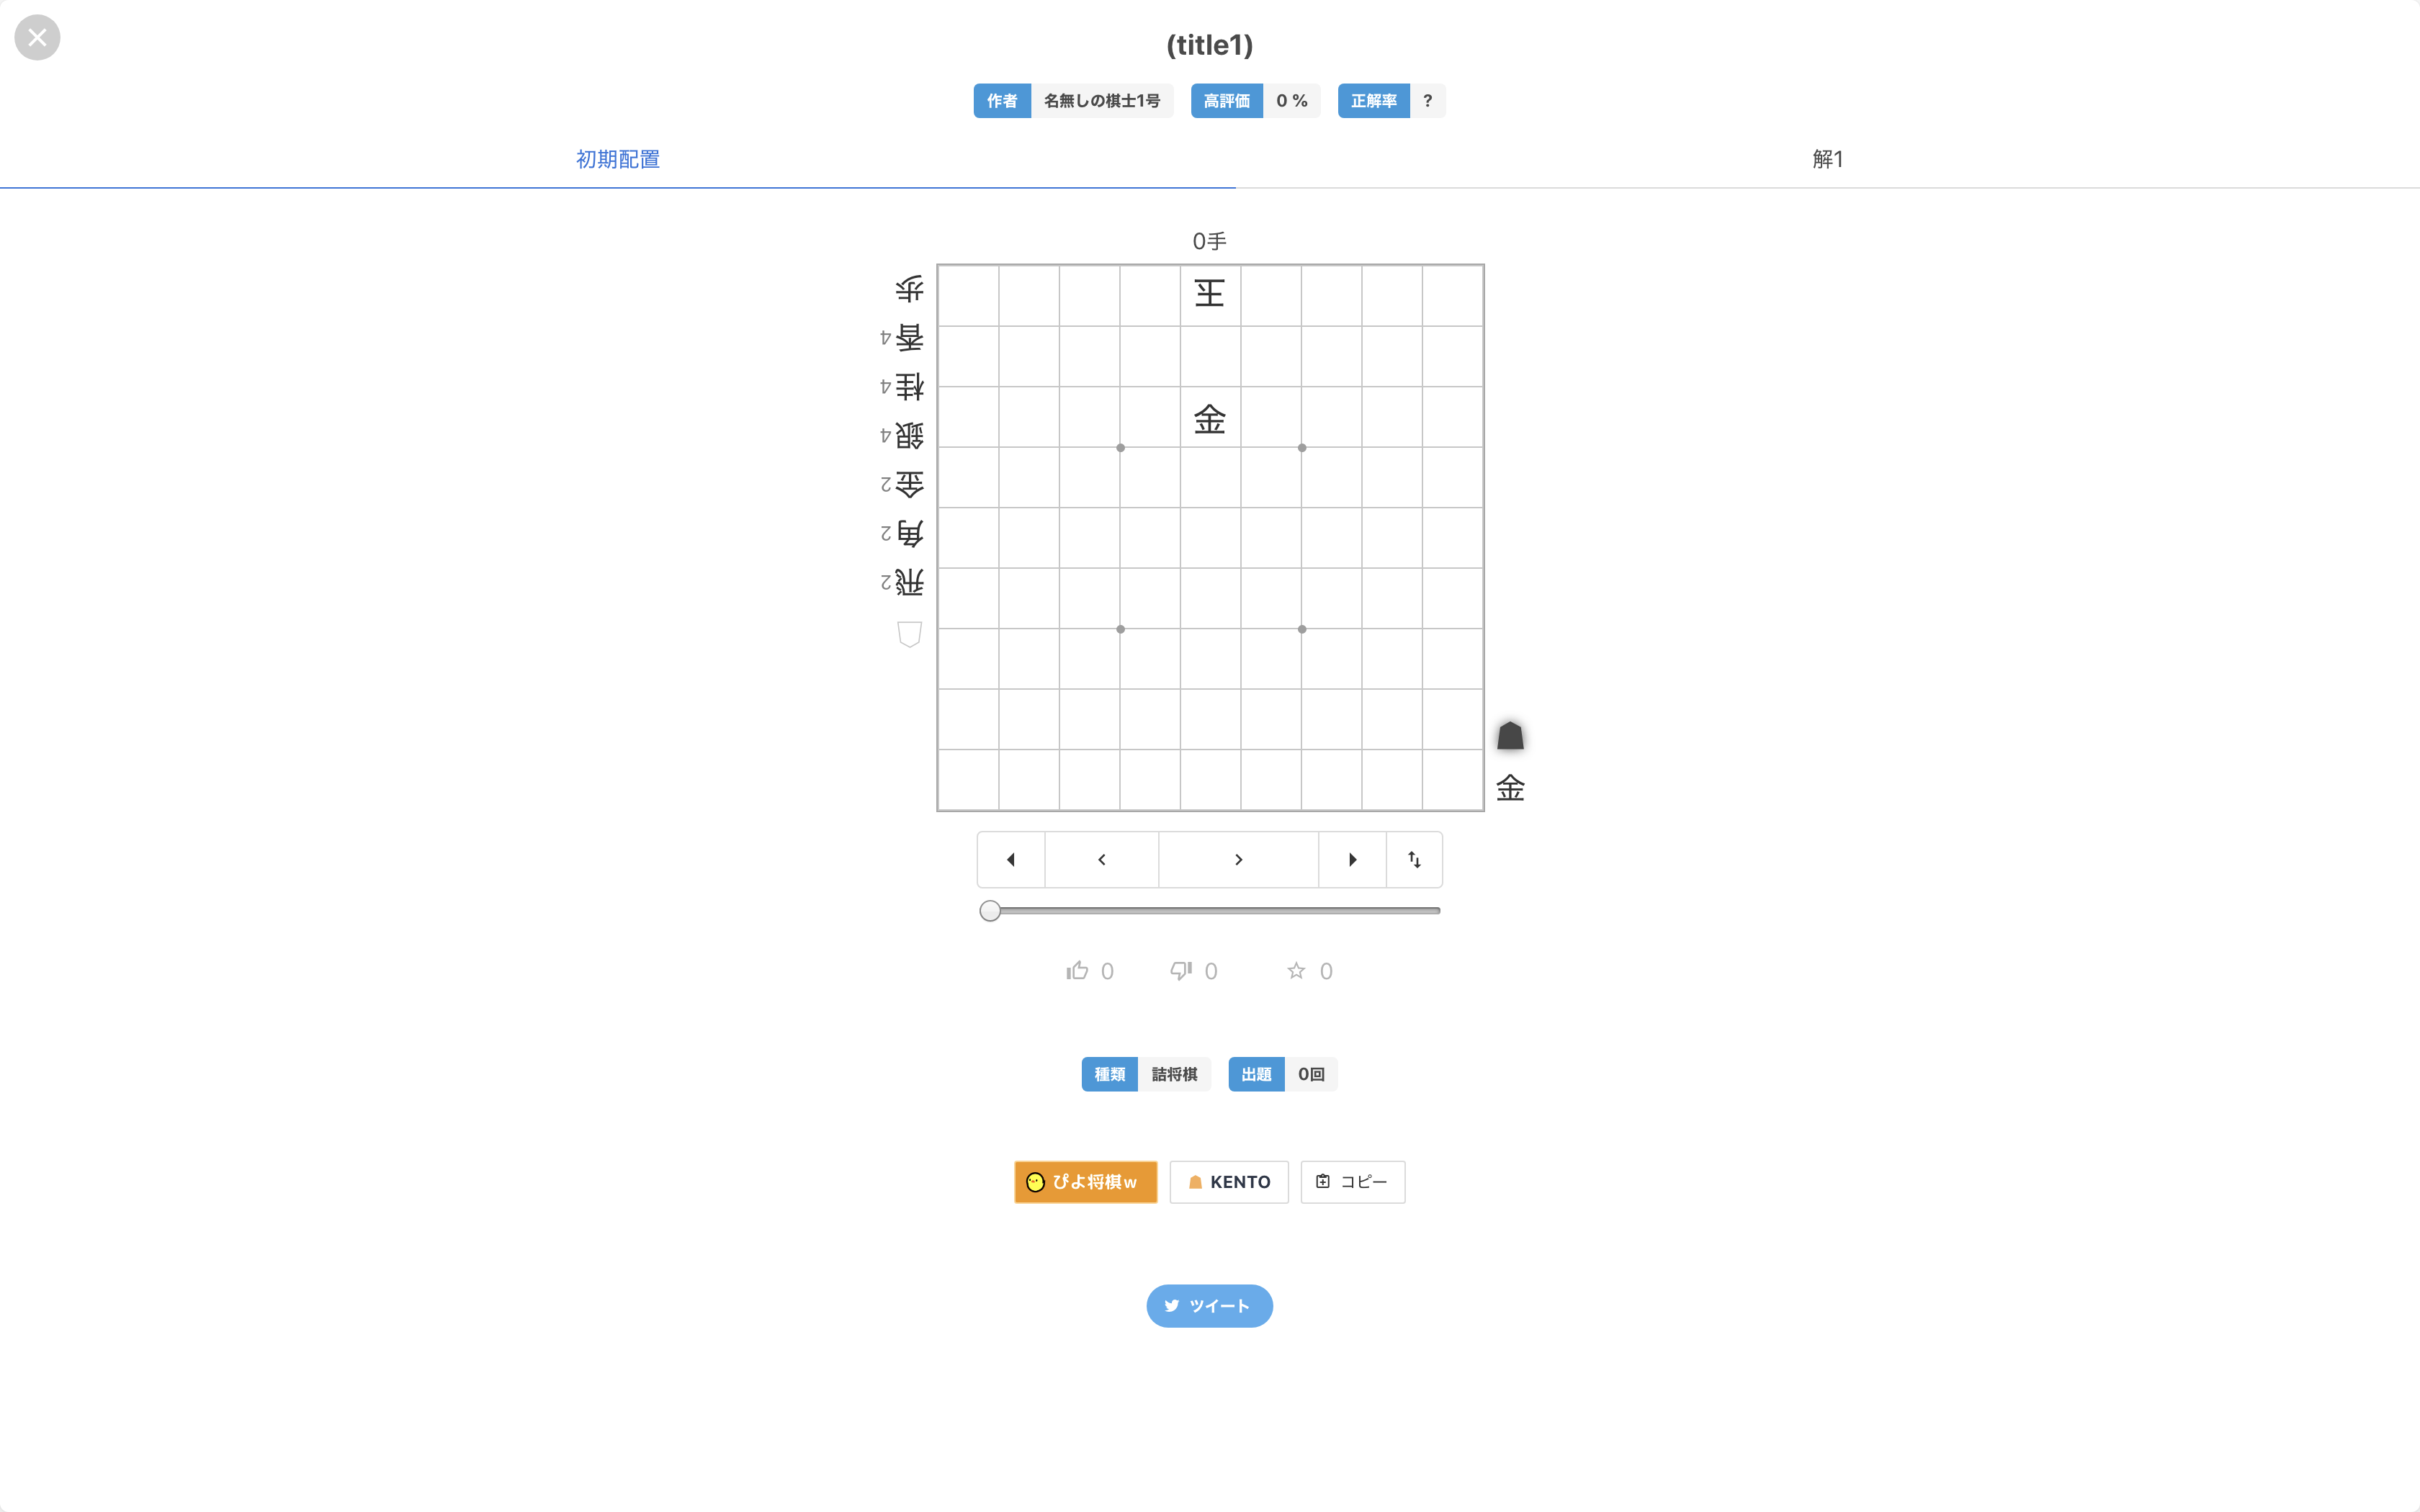 (title1)
作者 名無しの棋士1号 高評価 0 % 正解率 ?
初期配置 解1
0手
歩
香4
桂4
銀4
金2
角2
飛2
王
金
金
0 0 0
種類 詰将棋 出題 0回
ぴよ将棋w KENTO コピー
ツイート